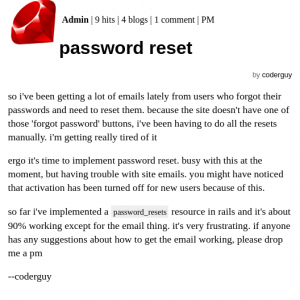 Admin | 9 hits | 4 blogs | 1 comment | PM
password reset
by coderguy
so i've been getting a lot of emails lately from users who forgot their
passwords and need to reset them. because the site doesn't have one of
those 'forgot password' buttons, i've been having to do all the resets
manually. i'm getting really tired of it
ergo it's time to implement password reset. busy with this at the
moment, but having trouble with site emails. you might have noticed
that activation has been turned off for new users because of this.
so far i've implemented a password_resets resource in rails and it's about
90% working except for the email thing. it's very frustrating. if anyone
has any suggestions about how to get the email working, please drop
me a pm
--coderguy